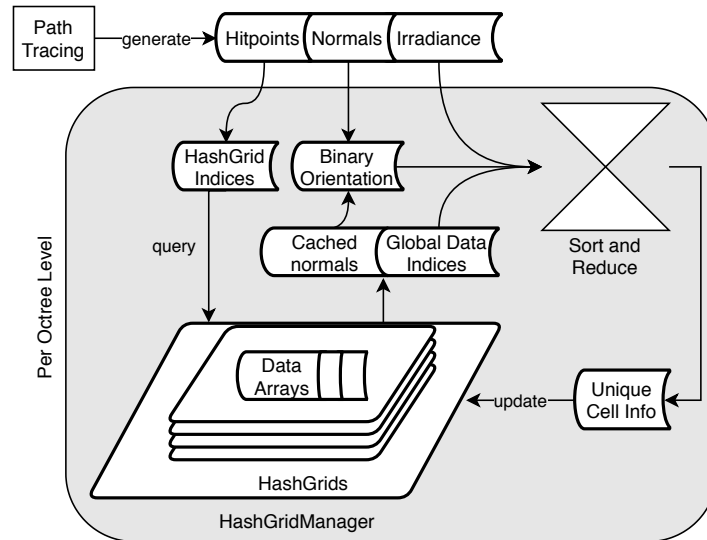 Path
Tracing
generate
Hitpoints
Normals
Irradiance
HashGrid
Indices
Binary
Orientation
query
Cached
normals
Global Data
Indices
Sort and
Reduce
Per Octree Level
Data
Arrays
update
Unique
Cell Info
HashGrids
HashGridManager